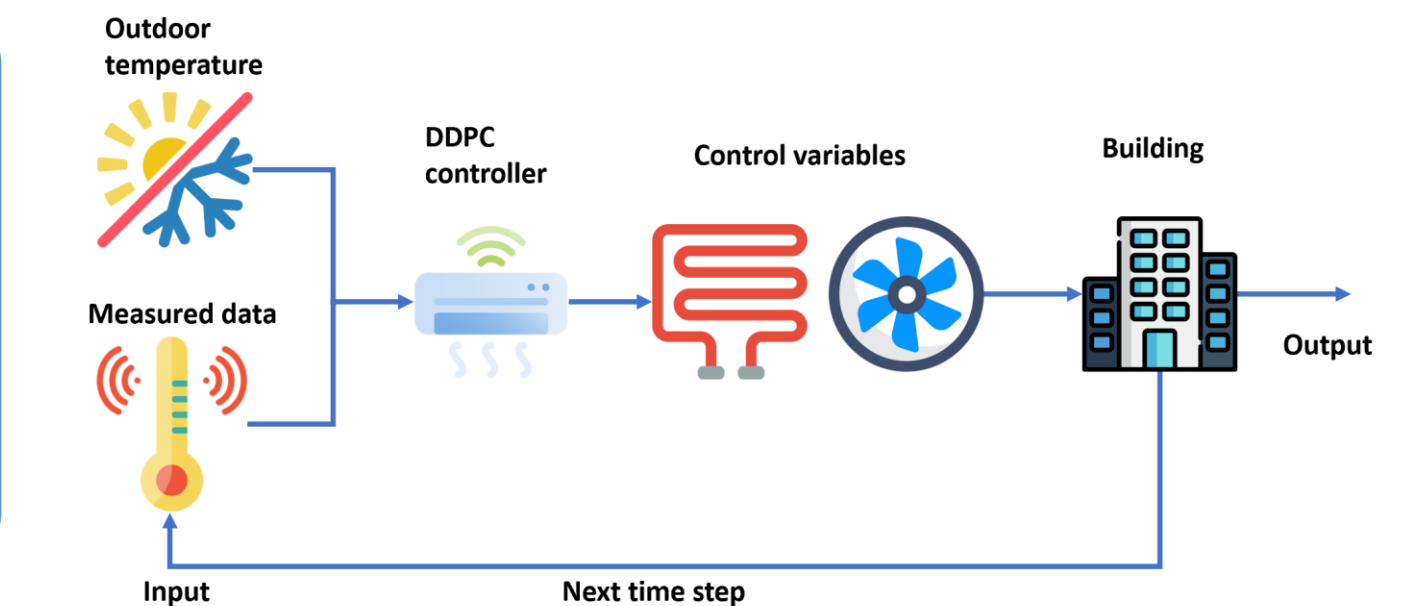 Outdoor
temperature
DDPC
controller
Control variables
Building
Measured data
Output
Input
Next time step